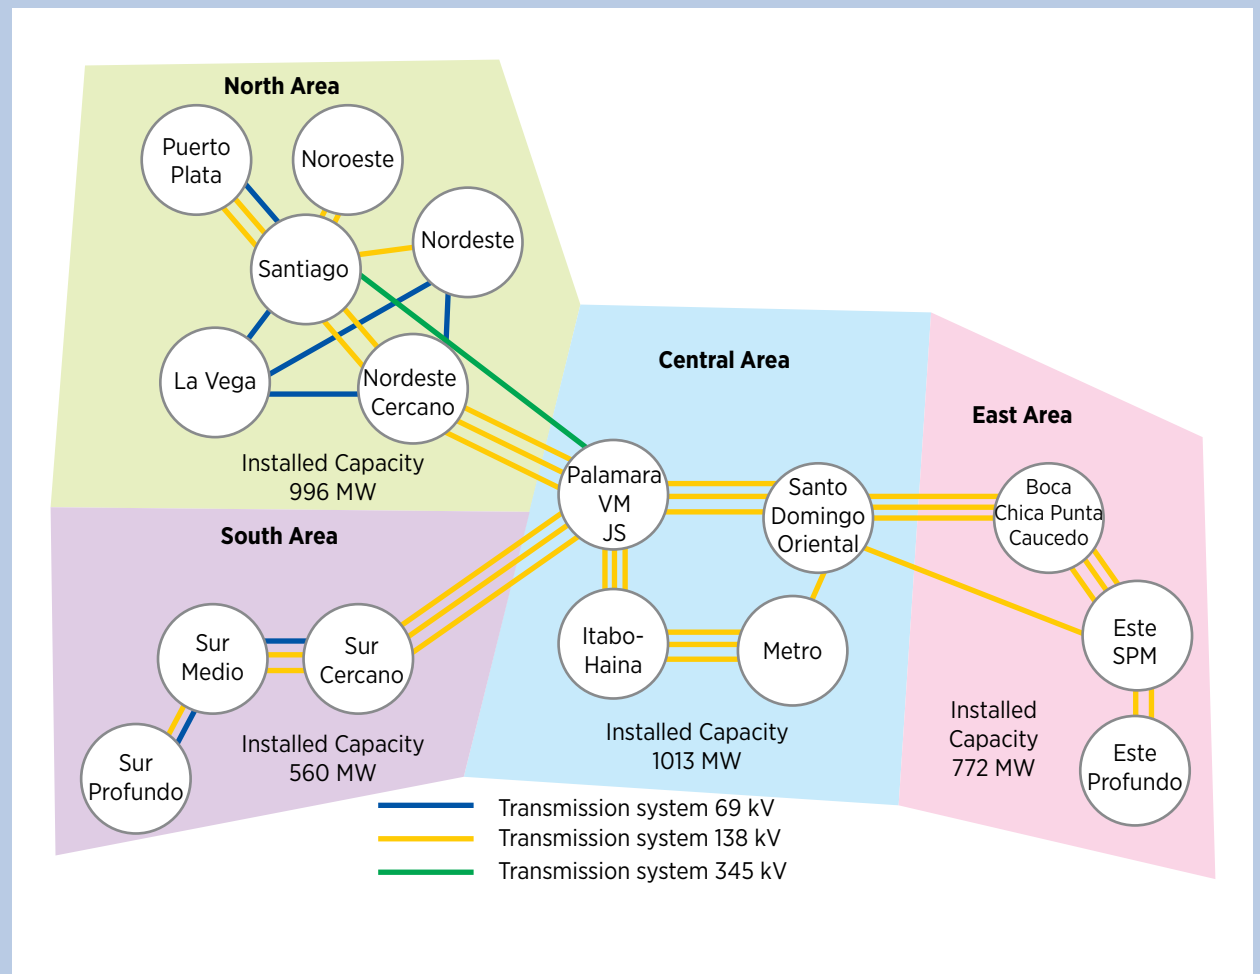 North Area
Puerto
Plata
Noroeste
Nordeste
Santiago
La Vega
Nordeste
Cercano
Installed Capacity
996 MW
Central Area
Palamara
VM
JS
Santo
Domingo
Oriental
Itabo-
Haina
Metro
Installed Capacity
1013 MW
East Area
Boca
Chica Punta
Caucedo
Este
SPM
Este
Profundo
Installed
Capacity
772 MW
South Area
Sur
Medio
Sur
Cercano
Sur
Profundo
Installed Capacity
560 MW
Transmission system 69 kV
Transmission system 138 kV
Transmission system 345 kV